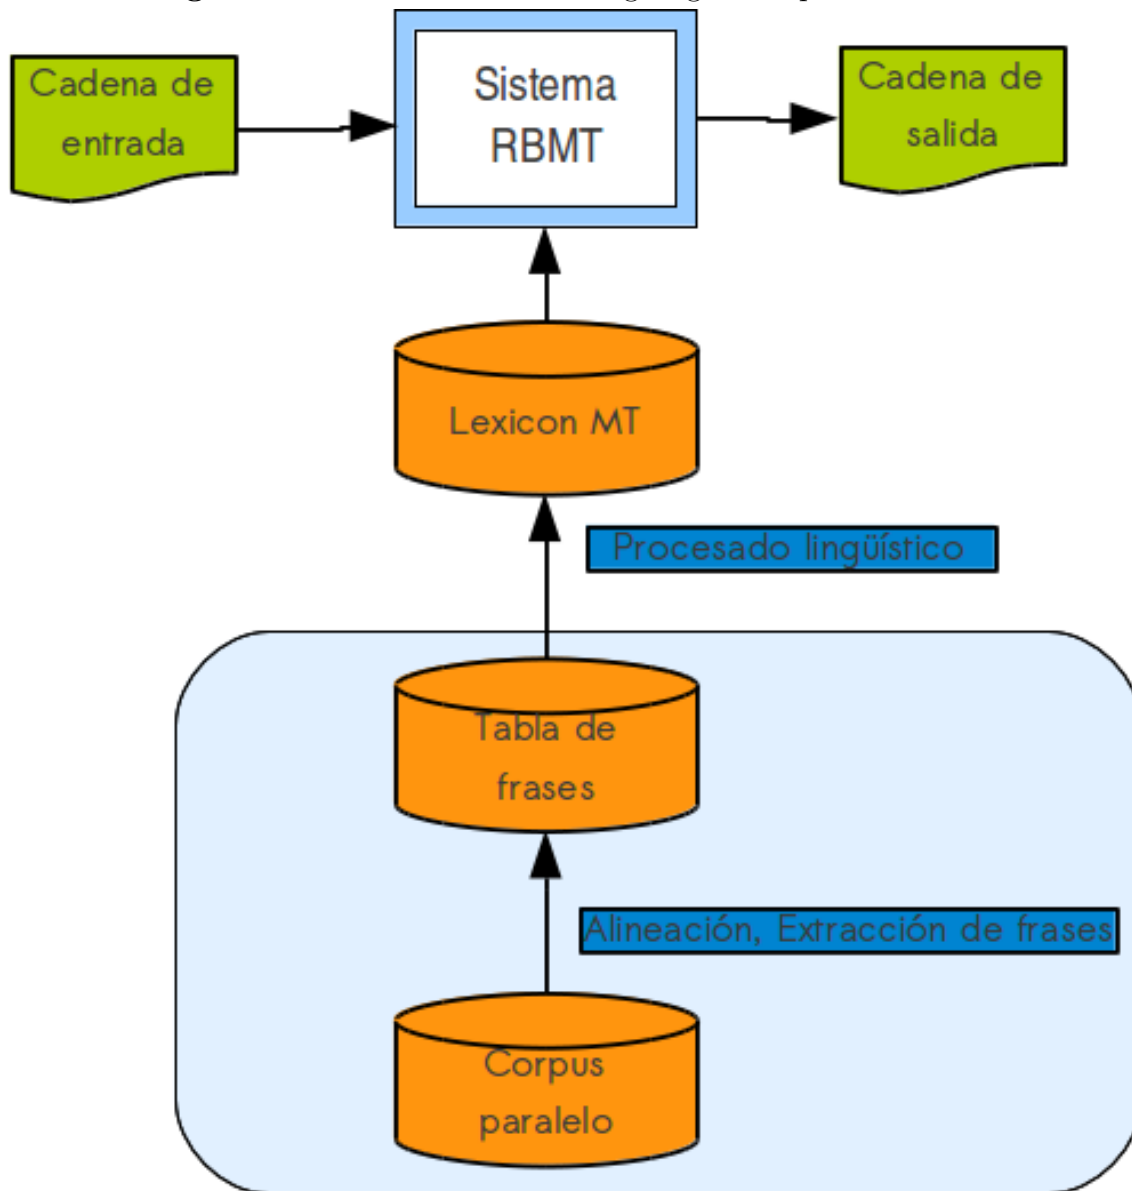 Cadena de
entrada
Sistema
RBMT
Cadena de
salida
Lexicon MT
Procesado lingüístico
Tabla de
frases
Alineación, Extracción de frases
Corpus
paralelo